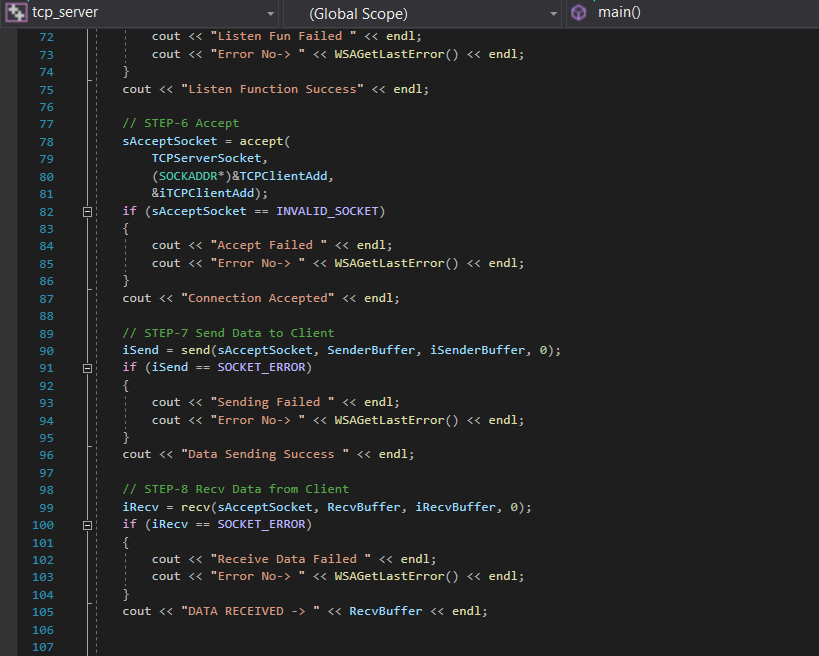 tcp_server (Global Scope) main()
72 cout << "Listen Fun Failed " << endl;
73 cout << "Error No-> " << WSAGetLastError() << endl;
74 }
75 cout << "Listen Function Success" << endl;
76
77 // STEP-6 Accept
78 sAcceptSocket = accept(
79 TCPServerSocket,
80 (SOCKADDR*)&TCPClientAdd,
81 &iTCPClientAdd);
82 if (sAcceptSocket == INVALID_SOCKET)
83 {
84 cout << "Accept Failed " << endl;
85 cout << "Error No-> " << WSAGetLastError() << endl;
86 }
87 cout << "Connection Accepted" << endl;
88
89 // STEP-7 Send Data to Client
90 iSend = send(sAcceptSocket, SenderBuffer, iSenderBuffer, 0);
91 if (iSend == SOCKET_ERROR)
92 {
93 cout << "Sending Failed " << endl;
94 cout << "Error No-> " << WSAGetLastError() << endl;
95 }
96 cout << "Data Sending Success " << endl;
97
98 // STEP-8 Recv Data from Client
99 iRecv = recv(sAcceptSocket, RecvBuffer, iRecvBuffer, 0);
100 if (iRecv == SOCKET_ERROR)
101 {
102 cout << "Receive Data Failed " << endl;
103 cout << "Error No-> " << WSAGetLastError() << endl;
104 }
105 cout << "DATA RECEIVED -> " << RecvBuffer << endl;
106
107